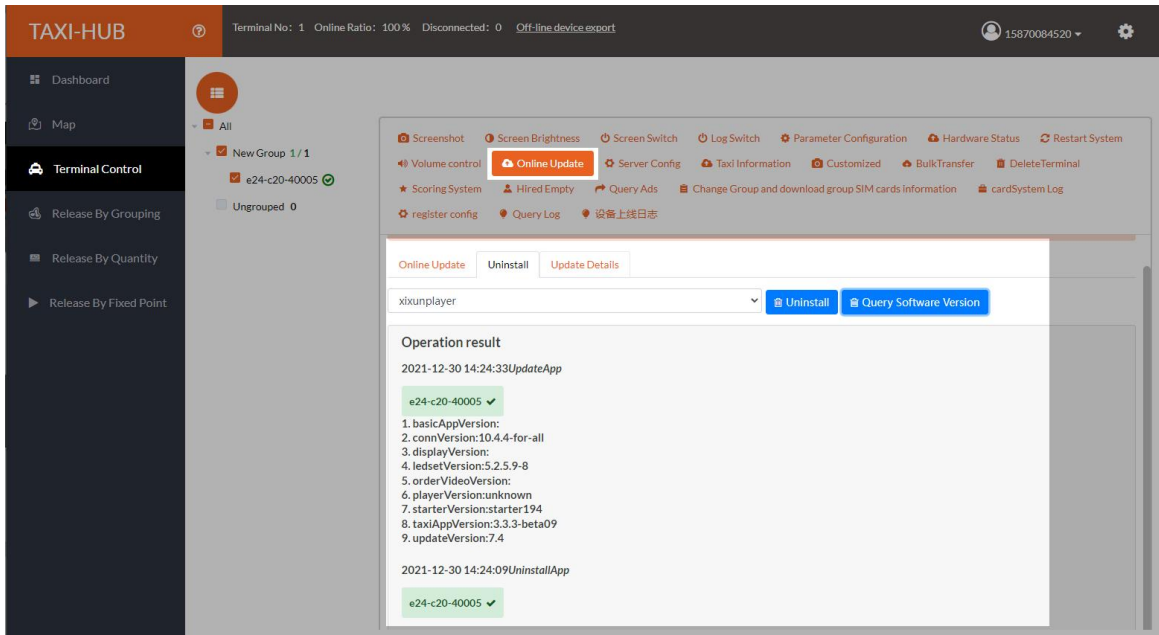 TAXI-HUB
Terminal No: 1 Online Ratio: 100% Disconnected: 0 Off-line device export
15870084520
Dashboard
Map
Terminal Control
Release By Grouping
Release By Quantity
Release By Fixed Point
All
New Group 1/1
e24-c20-40005
Ungrouped 0
Screenshot Screen Brightness Screen Switch Log Switch Parameter Configuration Hardware Status Restart System
Volume control Online Update Server Config Taxi Information Customized BulkTransfer DeleteTerminal
Scoring System Hired Empty Query Ads Change Group and download group SIM cards information cardSystem Log
register config Query Log 设备上线日志
Online Update Uninstall Update Details
xixunplayer Uninstall Query Software Version
Operation result
2021-12-30 14:24:33UpdateApp
e24-c20-40005
1. basicAppVersion:
2. connVersion:10.4.4-for-all
3. displayVersion:
4. ledsetVersion:5.2.5.9-8
5. orderVideoVersion:
6. playerVersion:unknown
7. starterVersion:starter194
8. taxiAppVersion:3.3.3-beta09
9. updateVersion:7.4
2021-12-30 14:24:09UninstallApp
e24-c20-40005